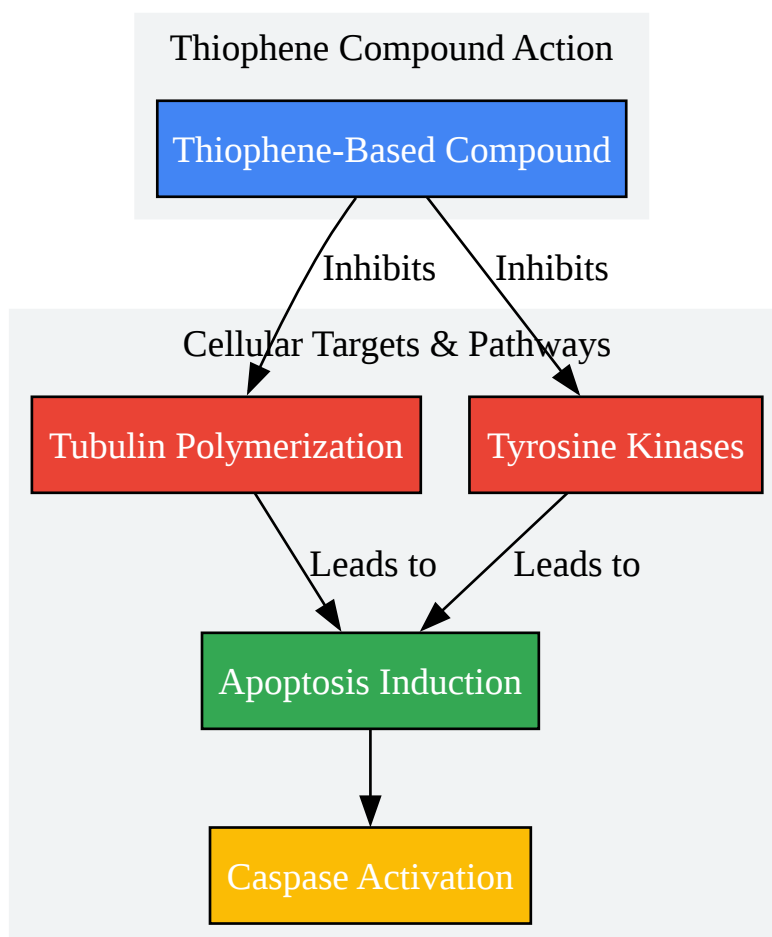 Thiophene Compound Action
Thiophene-Based Compound
Inhibits
Inhibits
Cellular Targets & Pathways
Tubulin Polymerization
Tyrosine Kinases
Leads to
Leads to
Apoptosis Induction
Caspase Activation